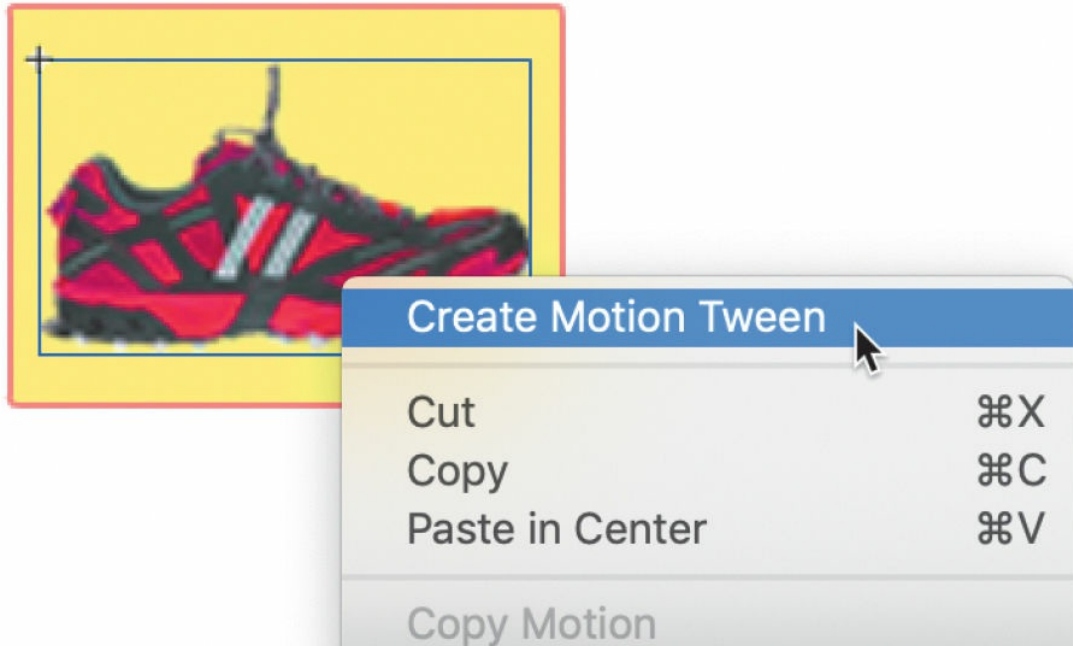 Create Motion Tween
Cut ⌘X
Copy ⌘C
Paste in Center ⌘V
Copy Motion